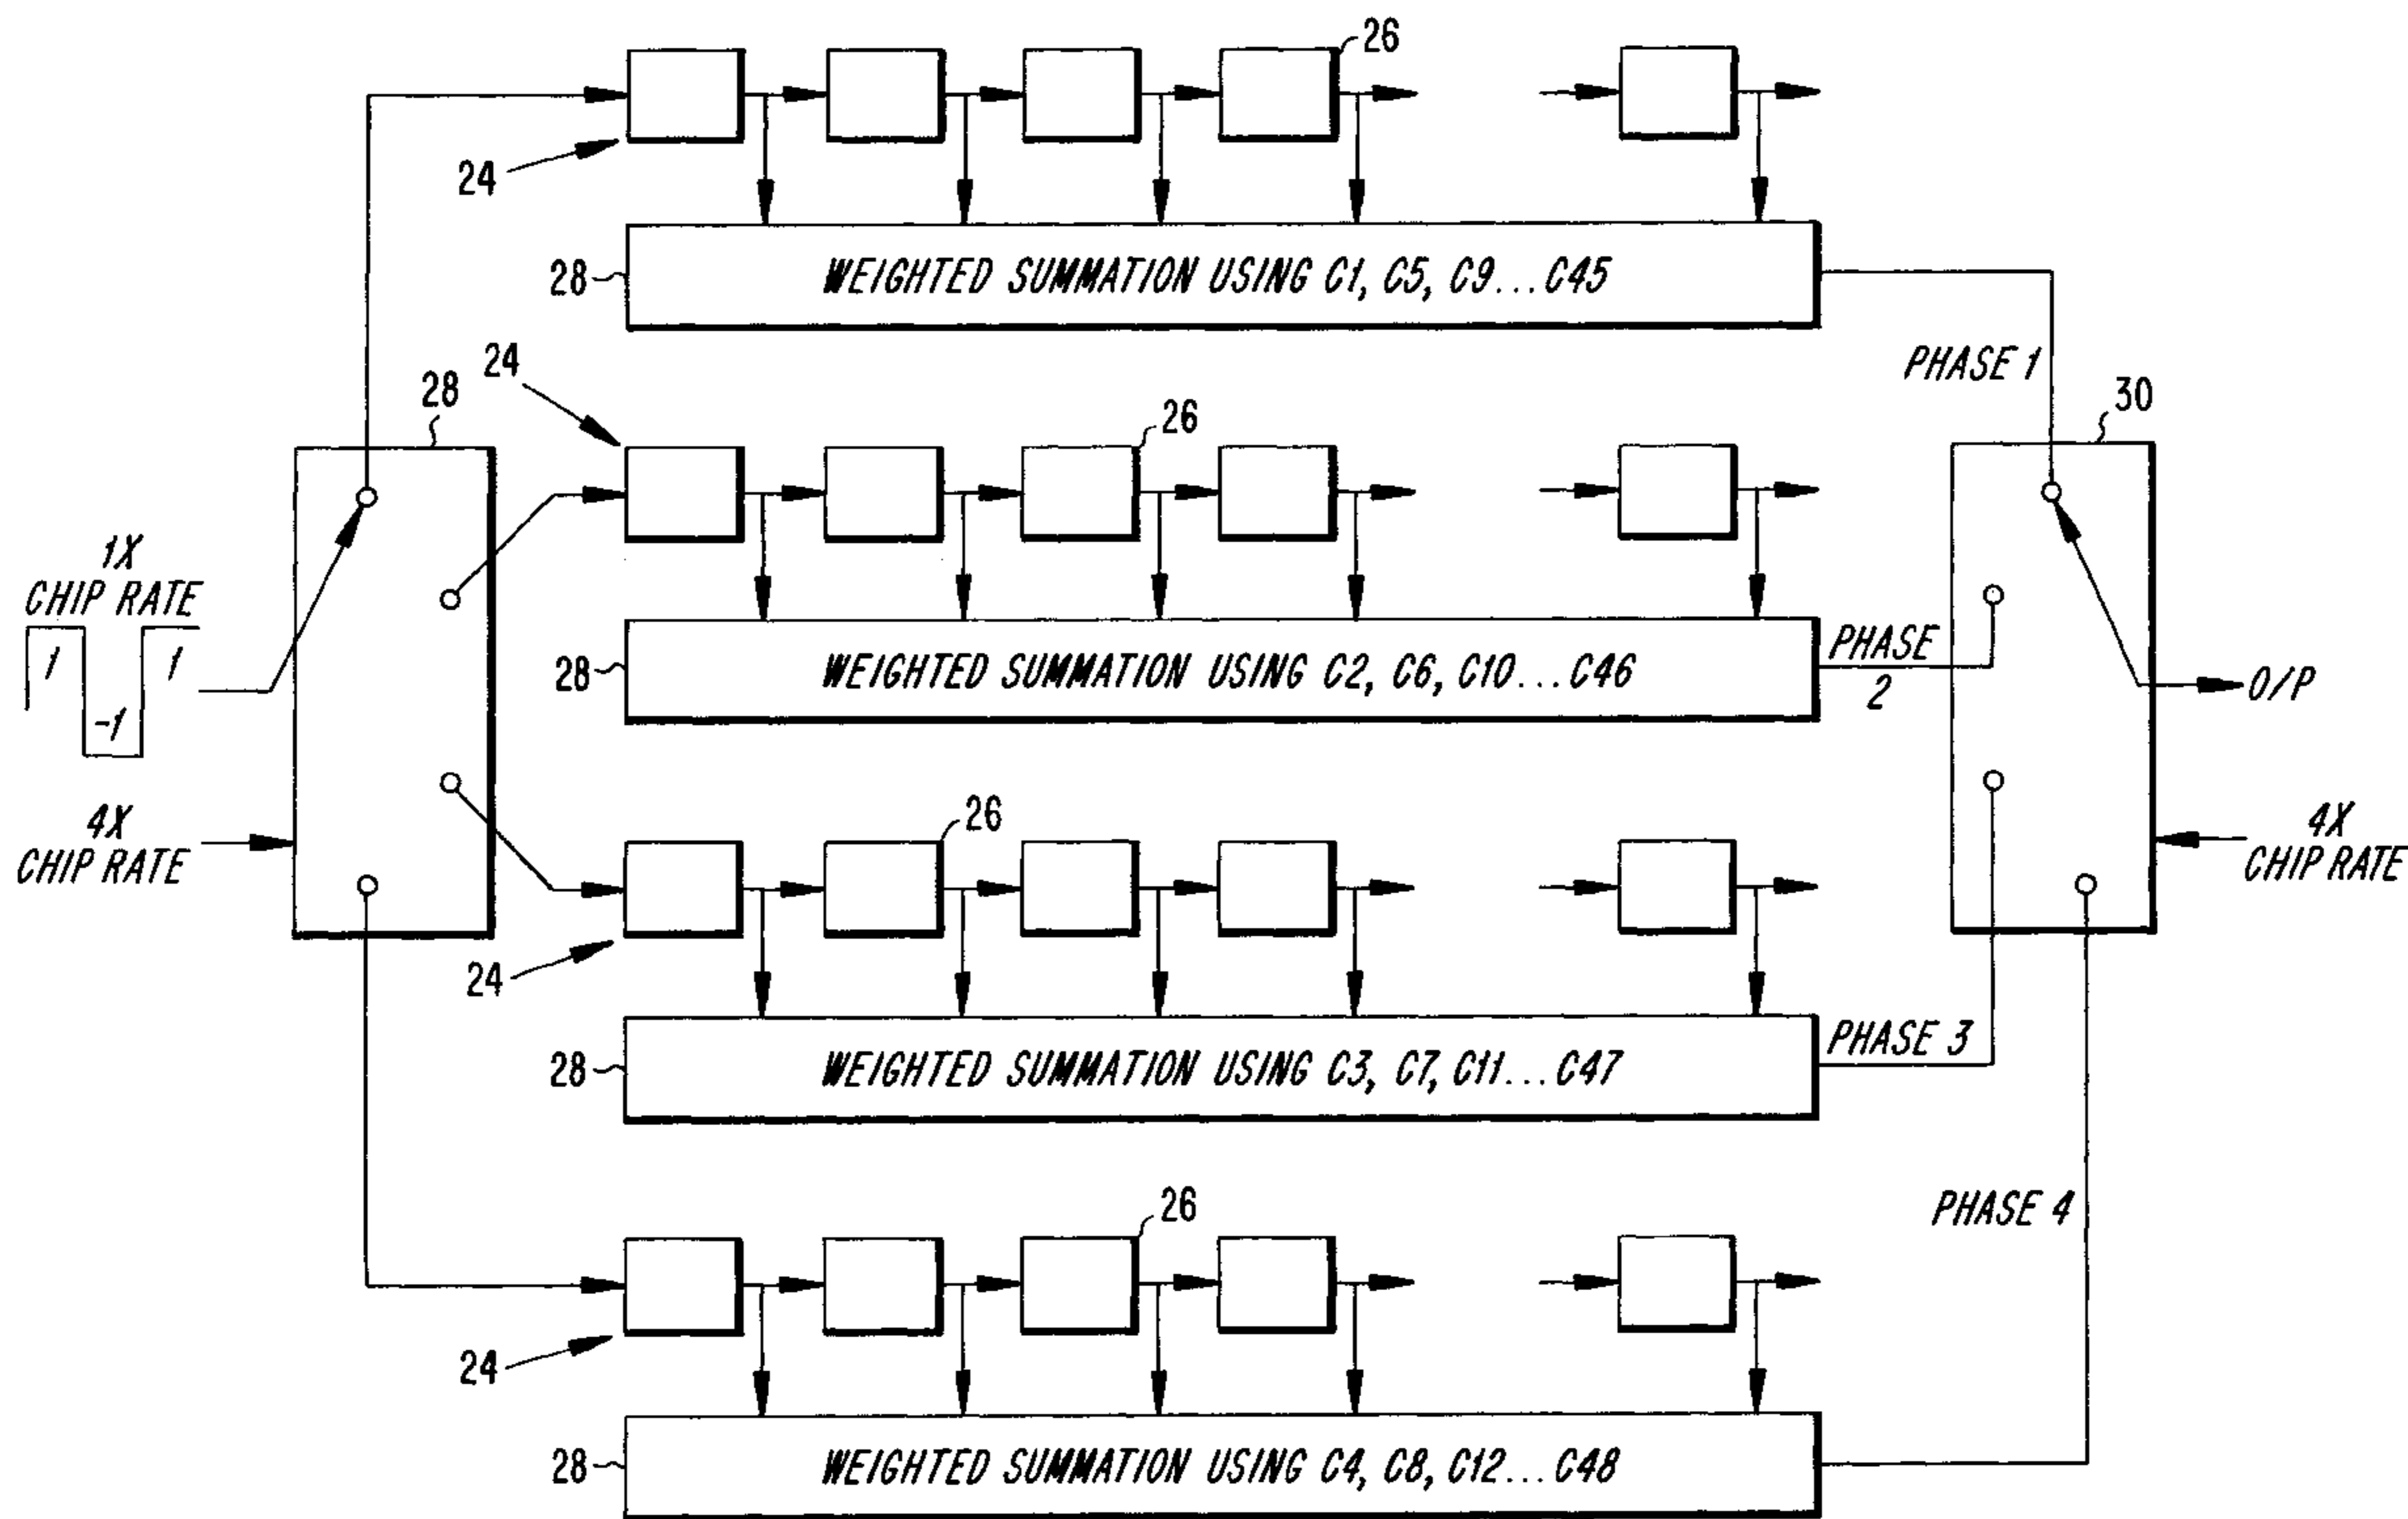 26
24
28
WEIGHTED SUMMATION USING C1, C5, C9...C45
24
28
PHASE 1
30
26
1X
CHIP RATE
1
-1
1
28
WEIGHTED SUMMATION USING C2, C6, C10...C46
PHASE
2
O/P
4X
CHIP RATE
26
4X
CHIP RATE
24
28
WEIGHTED SUMMATION USING C3, C7, C11...C47
PHASE 3
26
PHASE 4
24
28
WEIGHTED SUMMATION USING C4, C8, C12...C48